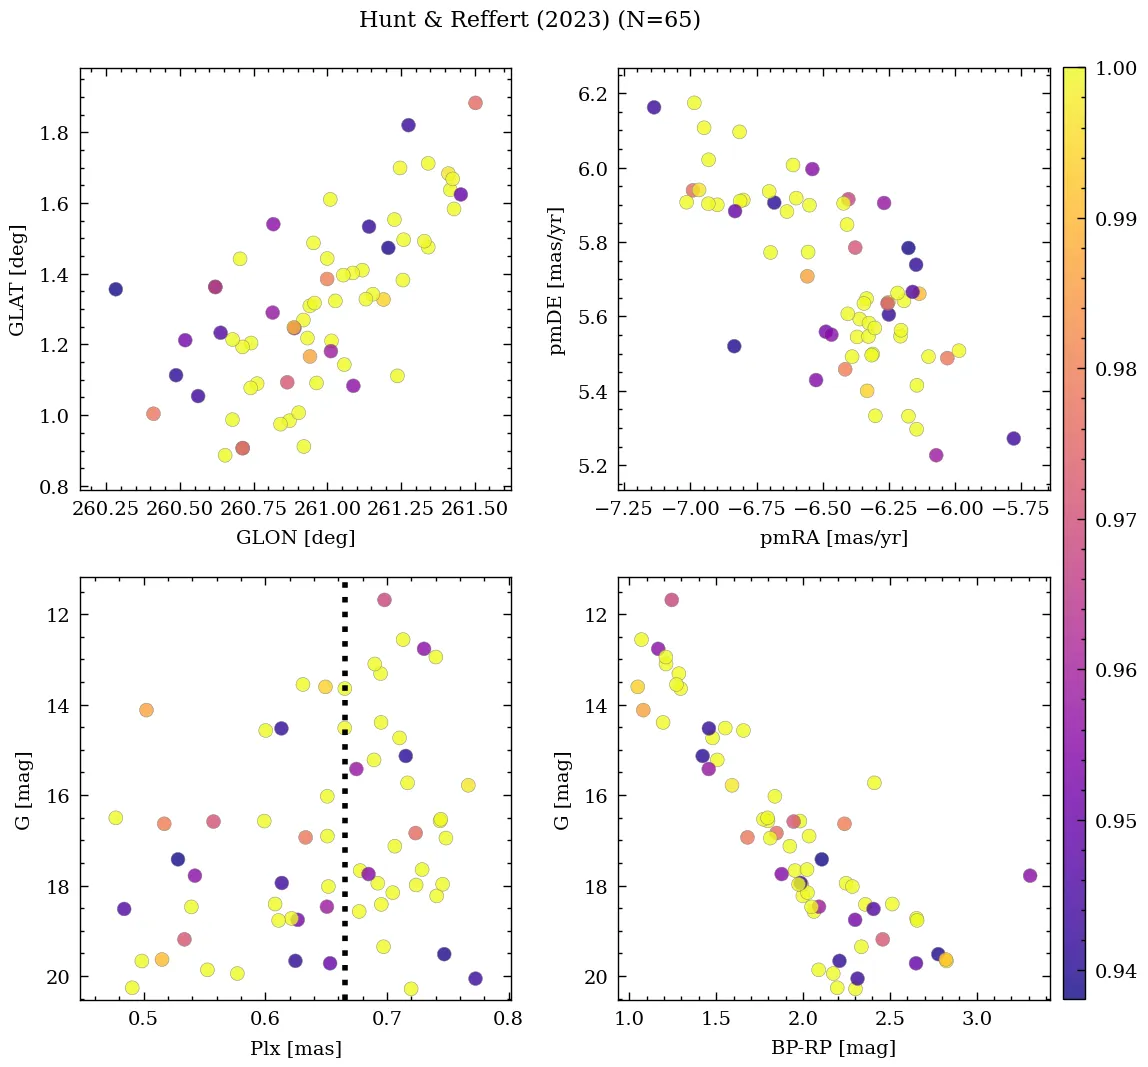 Hunt & Reffert (2023) (N=65)
GLAT [deg]
1.8
1.6
1.4
1.2
1.0
0.8
260.25 260.50 260.75 261.00 261.25 261.50
GLON [deg]
pmDE [mas/yr]
6.2
6.0
5.8
5.6
5.4
5.2
−7.25 −7.00 −6.75 −6.50 −6.25 −6.00 −5.75
pmRA [mas/yr]
G [mag]
12
14
16
18
20
0.5 0.6 0.7 0.8
Plx [mas]
G [mag]
12
14
16
18
20
1.0 1.5 2.0 2.5 3.0
BP-RP [mag]
1.00
0.99
0.98
0.97
0.96
0.95
0.94